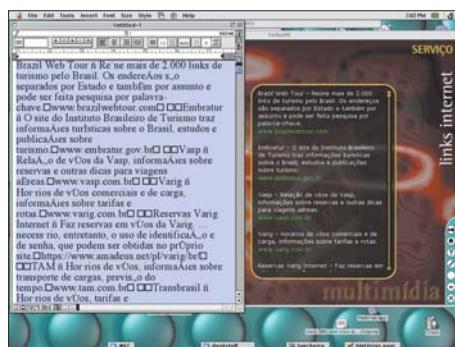 File Edit Tools Insert Font Size Style Help
7:02 PM
untitled-1
Brazil Web Tour ñ Re˙ne mais de 2.000 links de
turismo pelo Brasil. Os endereÁos s„o
separados por Estado e tambÈm por assunto e
pode ser feita pesquisa por palavra-
chave.□www.brazilwebtour.com□ □□Embratur
ñ O site do Instituto Brasileiro de Turismo traz
informaÁıes turÌsticas sobre o Brasil, estudos e
publicaÁıes sobre
turismo.□www.embratur.gov.br□ □□Vasp ñ
RelaÁ„o de vÙos da Vasp, informaÁıes sobre
reservas e outras dicas para viagens
aÈreas.□www.vasp.com.br□ □□Varig ñ
Hor·rios de vÙos comerciais e de carga,
informaÁıes sobre tarifas e
rotas.□www.varig.com.br□ □□Reservas Varig
Internet ñ Faz reservas em vÙos da Varig. …
necess·rio, entretanto, o uso de identificaÁ„o e
de senha, que podem ser obtidas no prÛprio
site.□https://www.amadeus.net/pl/varig/br/□
□□TAM ñ Hor·rios de vÙos, informaÁıes sobre
transporte de cargas, previs„o do
tempo.□www.tam.com.br□ □□Transbrasil ñ
Hor·rios de vÙos, tarifas e
SERVIÇO
links internet
Brazil Web Tour - Reúne mais de 2.000
links de turismo pelo Brasil. Os endereços
são separados por Estado e também por
assunto e pode ser feita pesquisa por
palavra-chave.
www.brazilwebtour.com
Embratur - O site do Instituto Brasileiro
de Turismo traz informações turísticas
sobre o Brasil, estudos e publicações
sobre turismo.
www.embratur.gov.br
Vasp - Relação de vôos da Vasp,
informações sobre reservas e outras dicas
para viagens aéreas.
www.vasp.com.br
Varig - Horários de vôos comerciais e de
carga, informações sobre tarifas e rotas.
www.varig.com.br
Reservas Varig Internet - Faz reservas em
multimídia